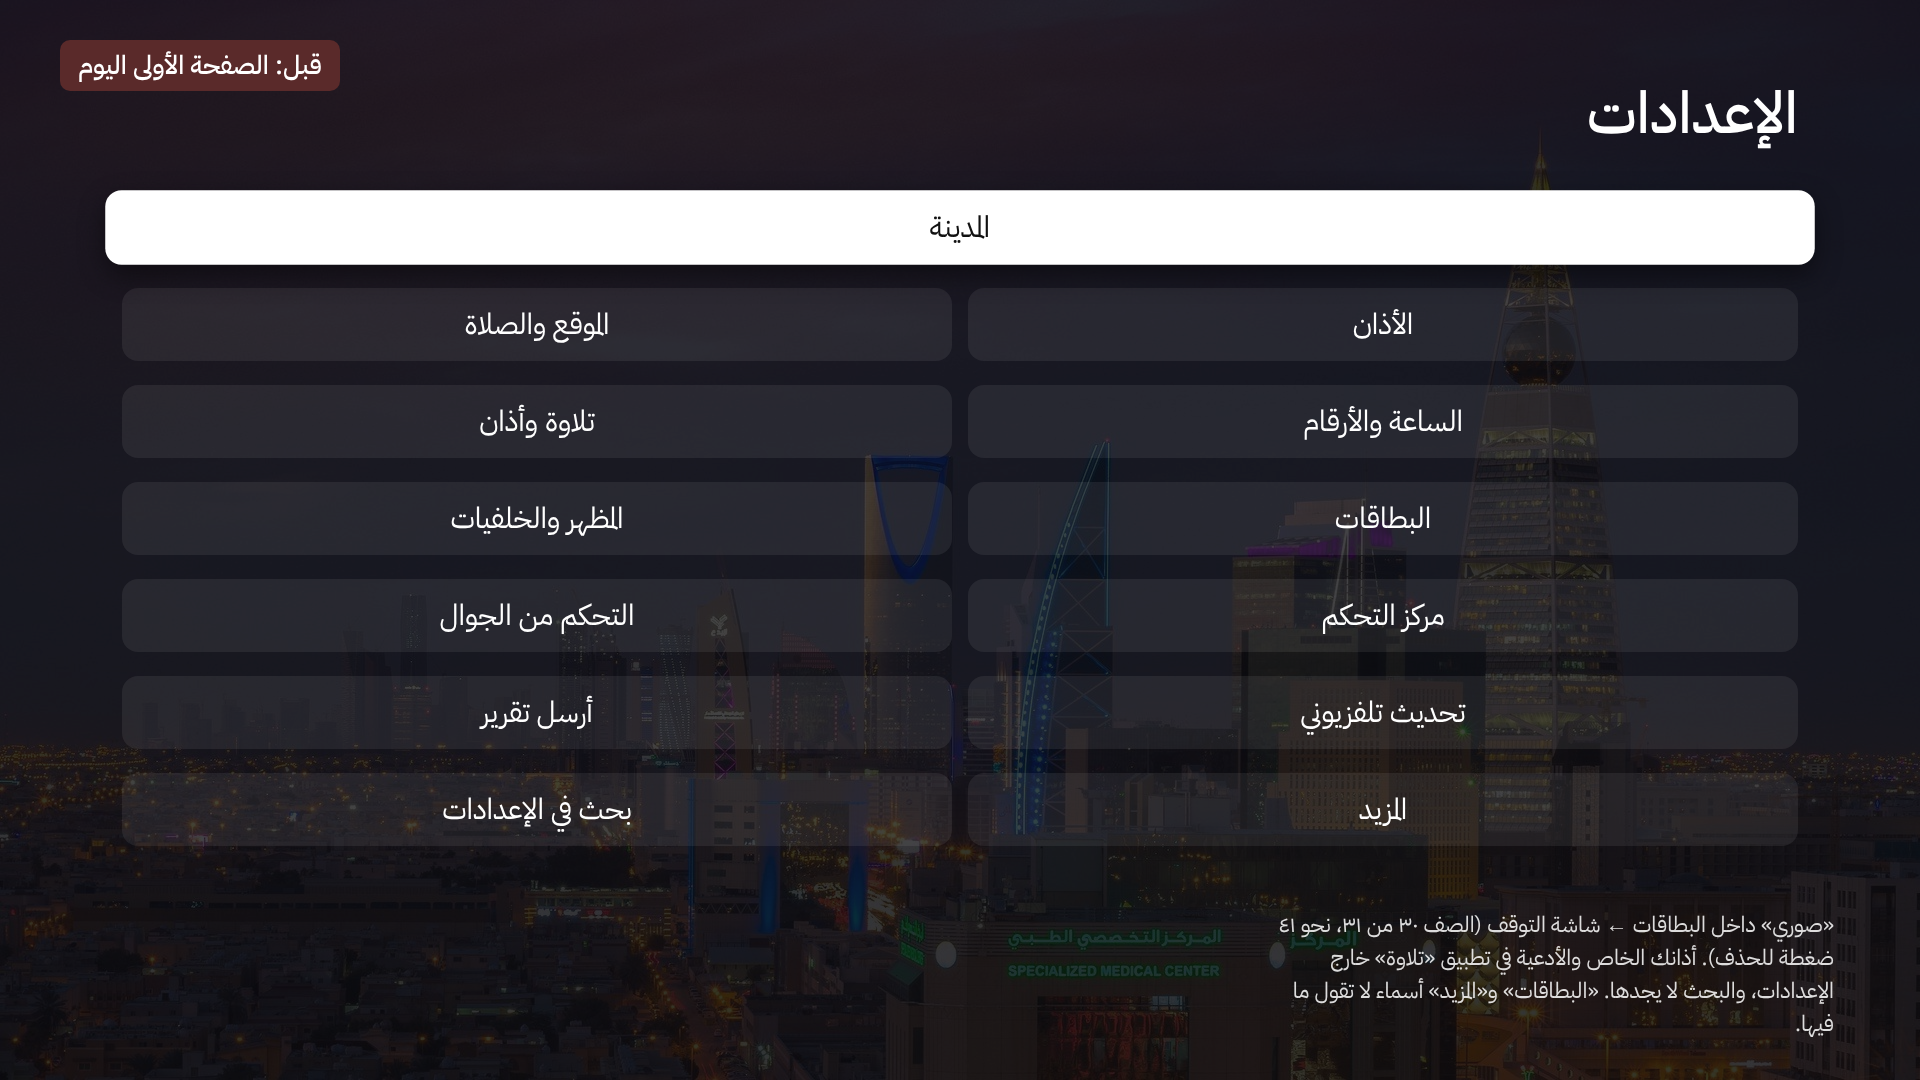 قبل: الصفحة الأولى اليوم
الإعدادات
المدينة
الأذان
الموقع والصلاة
الساعة والأرقام
تلاوة وأذان
البطاقات
المظهر والخلفيات
مركز التحكم
التحكم من الجوال
تحديث تلفزيوني
أرسل تقرير
المزيد
بحث في الإعدادات
«صوري» داخل البطاقات ← شاشة التوقف (الصف ٣٠ من ٣١، نحو ٤١
ضغطة للحذف). أذانك الخاص والأدعية في تطبيق «تلاوة» خارج
الإعدادات، والبحث لا يجدها. «البطاقات» و«المزيد» أسماء لا تقول ما
فيها.
المركز التخصصي الطبي
SPECIALIZED MEDICAL CENTER
المركز